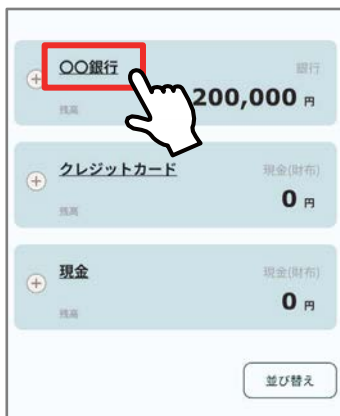 〇〇銀行
銀行
残高
200,000 円
クレジットカード
現金(財布)
残高
0 円
現金
現金(財布)
残高
0 円
並び替え